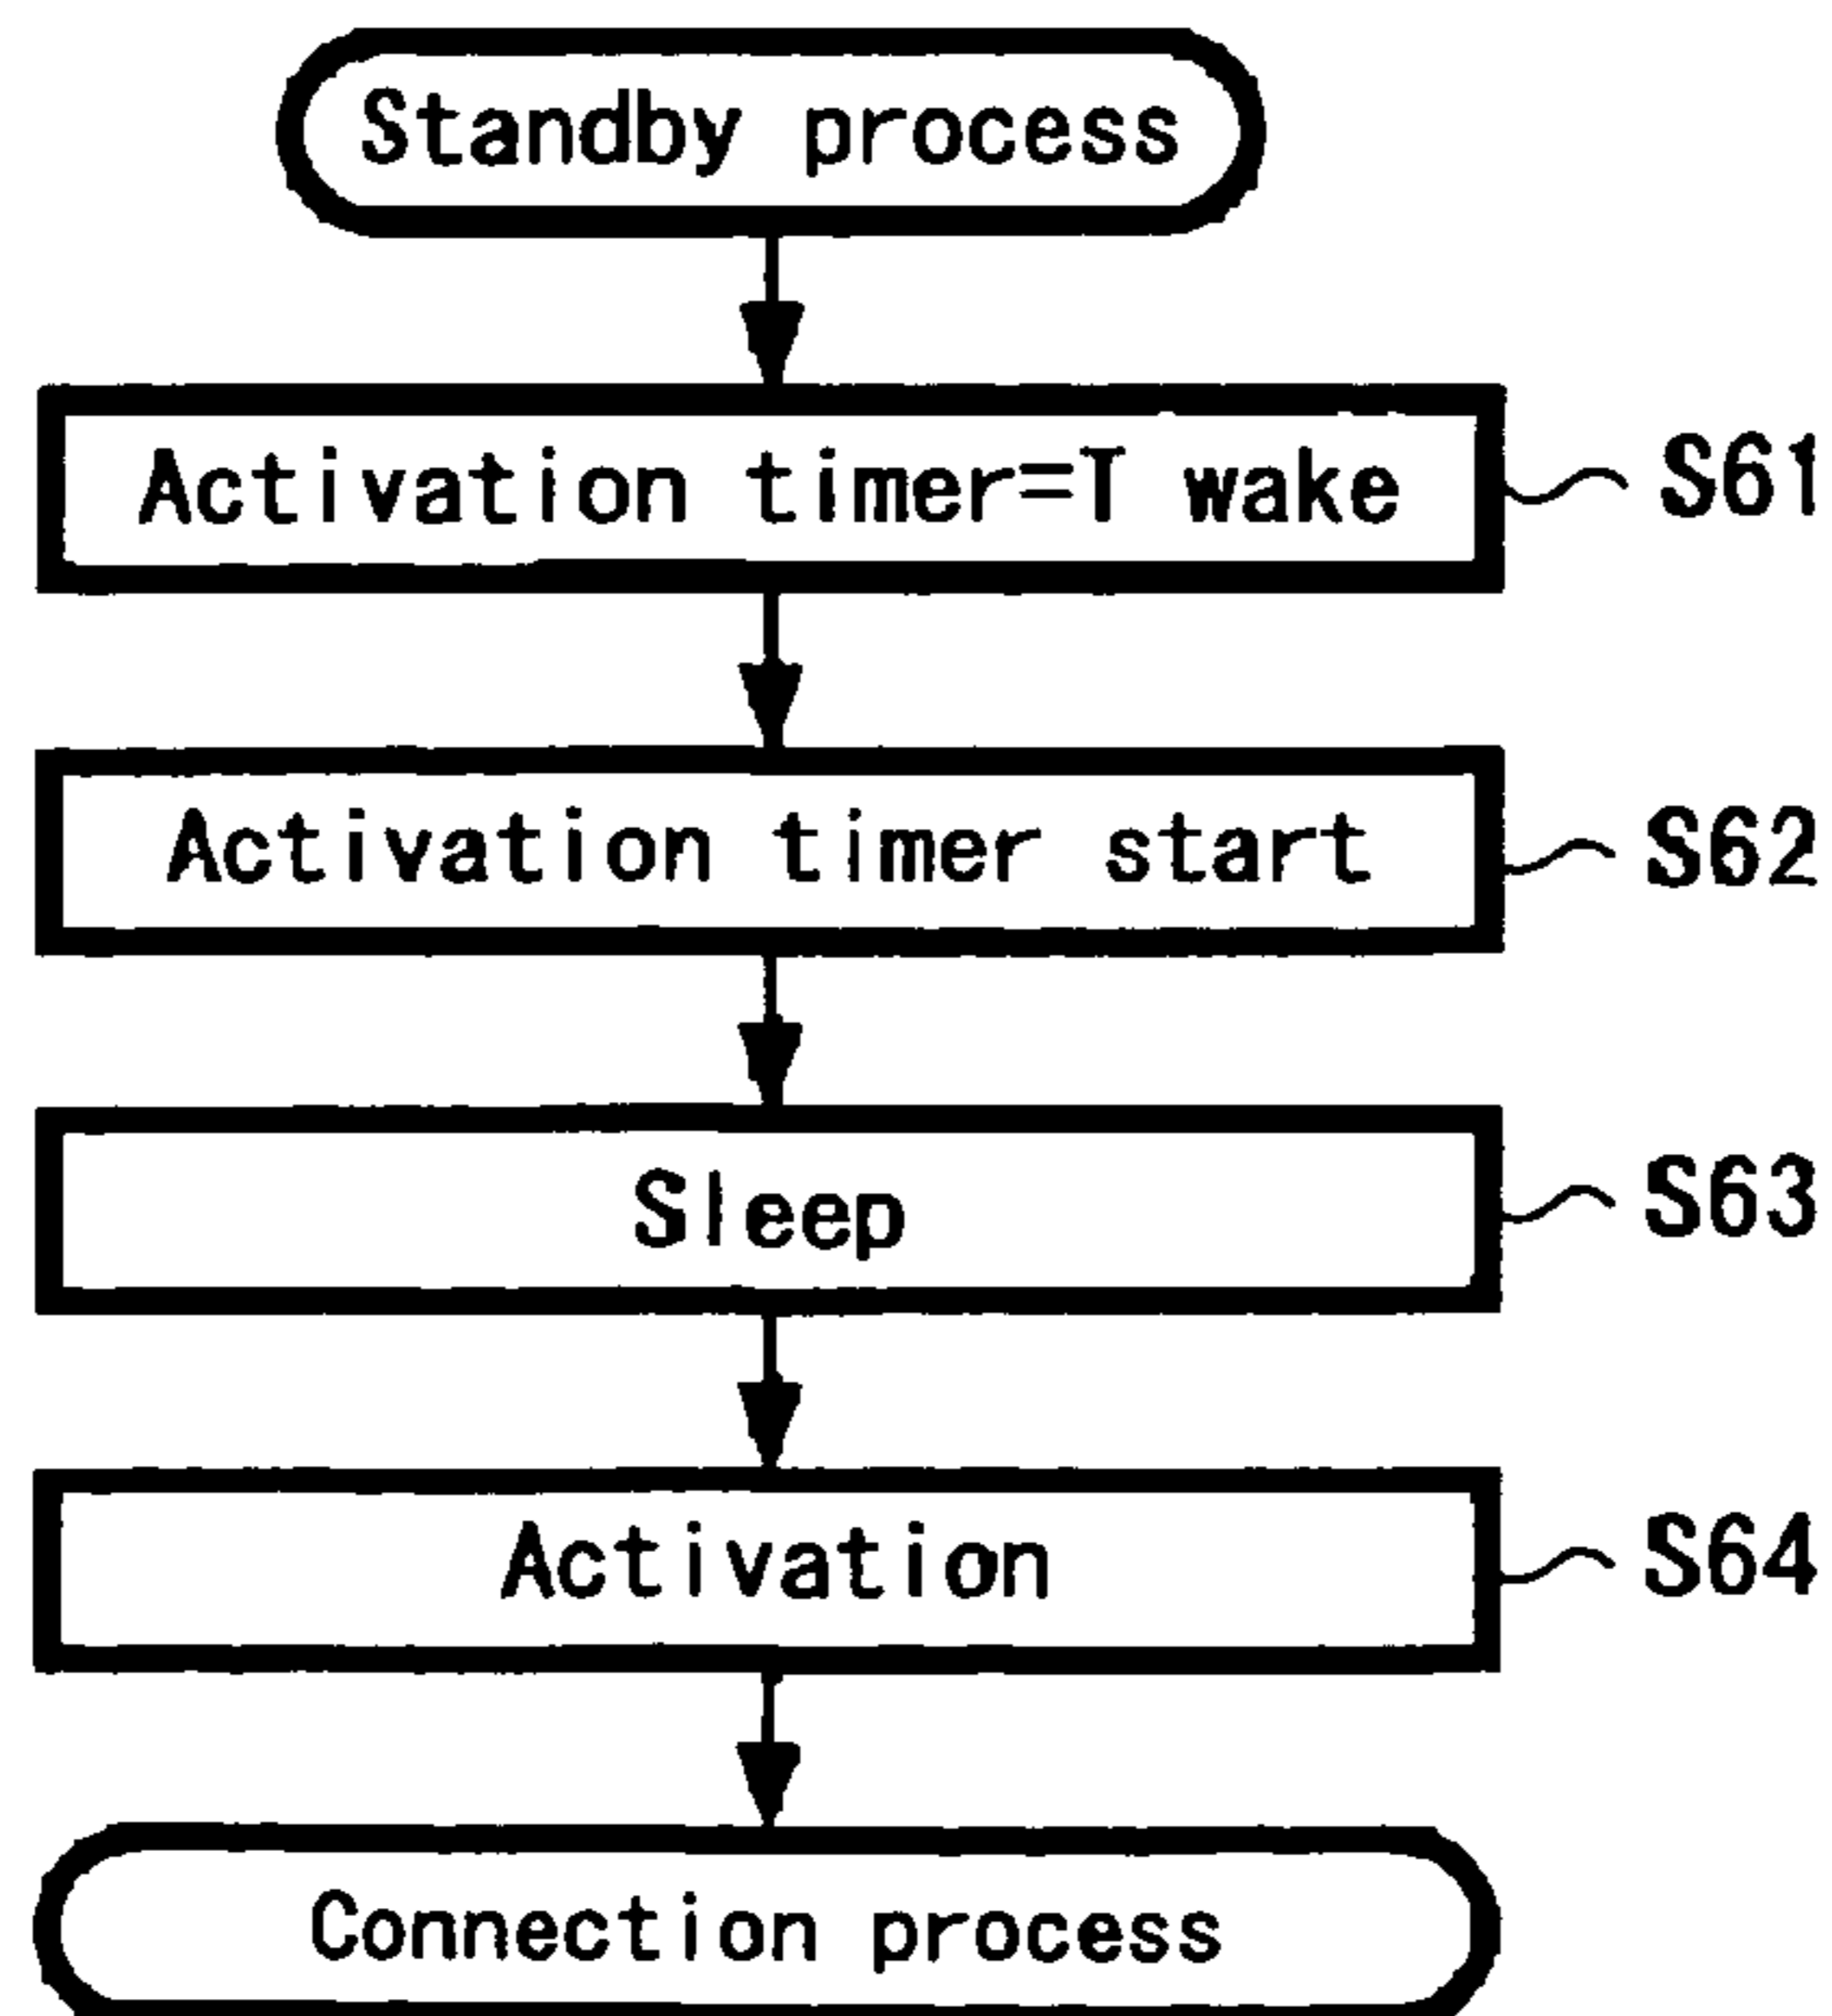 Standby process
Activation timer=T wake
S61
Activation timer start
S62
Sleep
S63
Activation
S64
Connection process